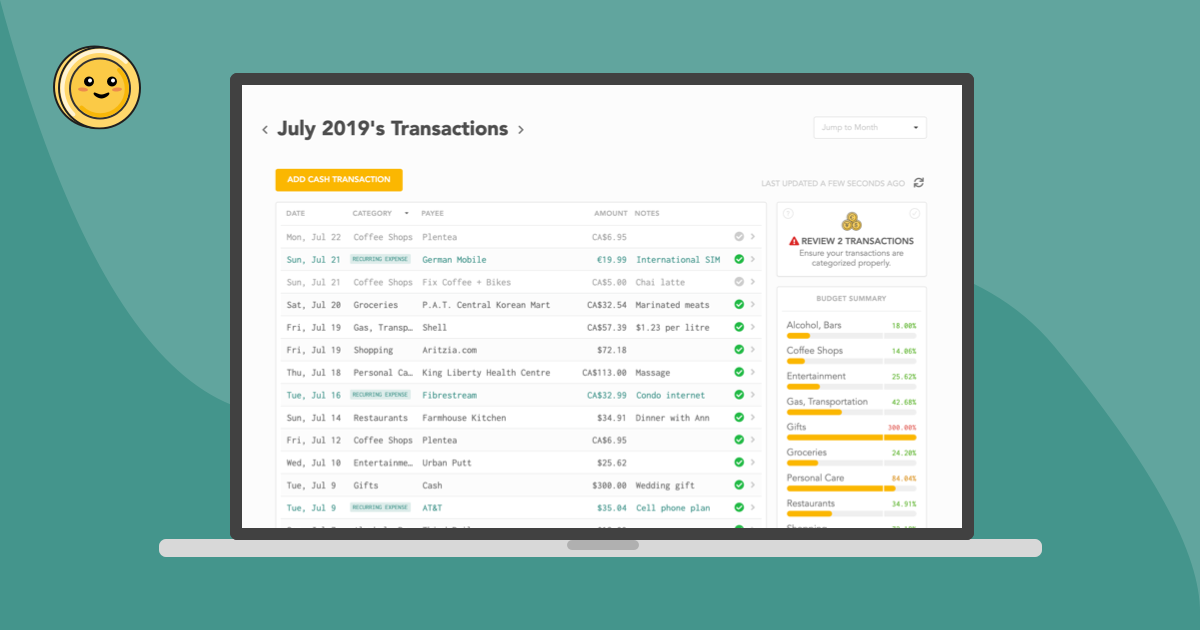 ‹ July 2019's Transactions ›
Jump to Month
ADD CASH TRANSACTION
LAST UPDATED A FEW SECONDS AGO
DATE CATEGORY PAYEE AMOUNT NOTES
Mon, Jul 22 Coffee Shops Plentea CA$6.95
Sun, Jul 21 RECURRING EXPENSE German Mobile €19.99 International SIM
Sun, Jul 21 Coffee Shops Fix Coffee + Bikes CA$5.00 Chai latte
Sat, Jul 20 Groceries P.A.T. Central Korean Mart CA$32.54 Marinated meats
Fri, Jul 19 Gas, Transp… Shell CA$57.39 $1.23 per litre
Fri, Jul 19 Shopping Aritzia.com $72.18
Thu, Jul 18 Personal Ca… King Liberty Health Centre CA$113.00 Massage
Tue, Jul 16 RECURRING EXPENSE Fibrestream CA$32.99 Condo internet
Sun, Jul 14 Restaurants Farmhouse Kitchen $34.91 Dinner with Ann
Fri, Jul 12 Coffee Shops Plentea CA$6.95
Wed, Jul 10 Entertainme… Urban Putt $25.62
Tue, Jul 9 Gifts Cash $300.00 Wedding gift
Tue, Jul 9 RECURRING EXPENSE AT&T $35.04 Cell phone plan
REVIEW 2 TRANSACTIONS
Ensure your transactions are
categorized properly.
BUDGET SUMMARY
Alcohol, Bars 18.00%
Coffee Shops 14.06%
Entertainment 25.62%
Gas, Transportation 42.68%
Gifts 300.00%
Groceries 24.20%
Personal Care 84.04%
Restaurants 34.91%
Shopping